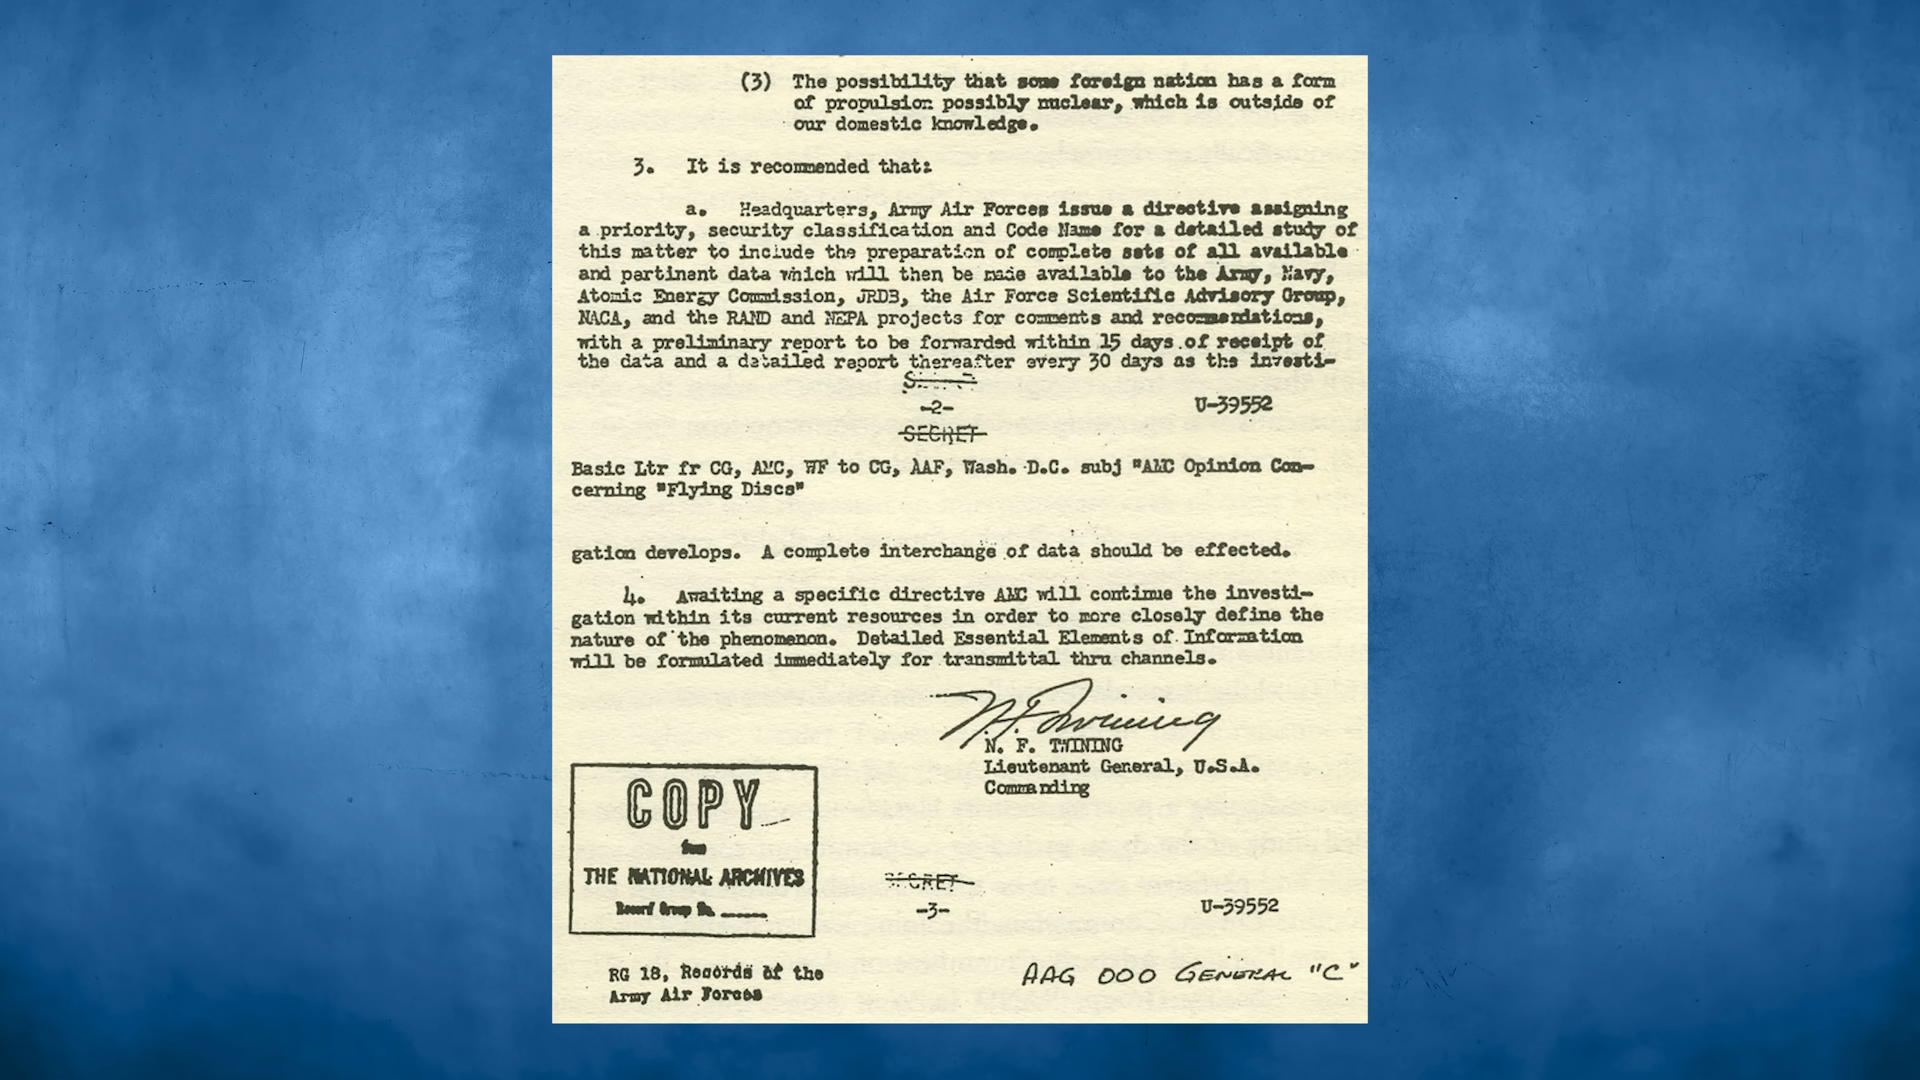 (3) The possibility that some foreign nation has a form
of propulsion possibly nuclear, which is outside of
our domestic knowledge.
3. It is recommended that:
a. Headquarters, Army Air Forces issue a directive assigning
a priority, security classification and Code Name for a detailed study of
this matter to include the preparation of complete sets of all available
and pertinent data which will then be made available to the Army, Navy,
Atomic Energy Commission, JRDB, the Air Force Scientific Advisory Group,
NACA, and the RAND and NEPA projects for comments and recommendations,
with a preliminary report to be forwarded within 15 days of receipt of
the data and a detailed report thereafter every 30 days as the investi-
-2-
U-39552
SECRET
Basic Ltr fr CG, AMC, WF to CG, AAF, Wash. D.C. subj "AMC Opinion Con-
cerning "Flying Discs"
gation develops. A complete interchange of data should be effected.
4. Awaiting a specific directive AMC will continue the investi-
gation within its current resources in order to more closely define the
nature of the phenomenon. Detailed Essential Elements of Information
will be formulated immediately for transmittal thru channels.
N.F. Twining
N. F. TWINING
Lieutenant General, U.S.A.
Commanding
COPY
from
THE NATIONAL ARCHIVES
Record Group No. ______
SECRET
-3-
U-39552
RG 18, Records of the
Army Air Forces
AAG 000 GENERAL "C"